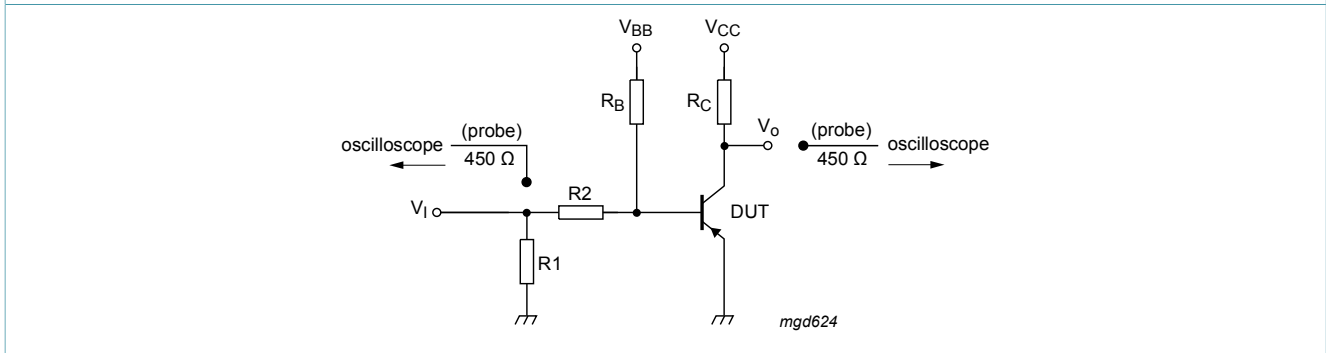 VBB
VCC
RB
RC
Vo
(probe)
oscilloscope
450 Ω
(probe)
oscilloscope
450 Ω
R2
VI
DUT
R1
mgd624